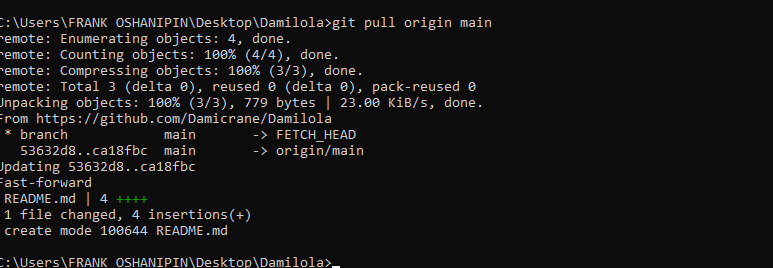 C:\Users\FRANK OSHANIPIN\Desktop\Damilola>git pull origin main
remote: Enumerating objects: 4, done.
remote: Counting objects: 100% (4/4), done.
remote: Compressing objects: 100% (3/3), done.
remote: Total 3 (delta 0), reused 0 (delta 0), pack-reused 0
Unpacking objects: 100% (3/3), 779 bytes | 23.00 KiB/s, done.
From https://github.com/Damicrane/Damilola
 * branch            main       -> FETCH_HEAD
   53632d8..ca18fbc  main       -> origin/main
Updating 53632d8..ca18fbc
Fast-forward
 README.md | 4 ++++
 1 file changed, 4 insertions(+)
 create mode 100644 README.md
C:\Users\FRANK OSHANIPIN\Desktop\Damilola>_